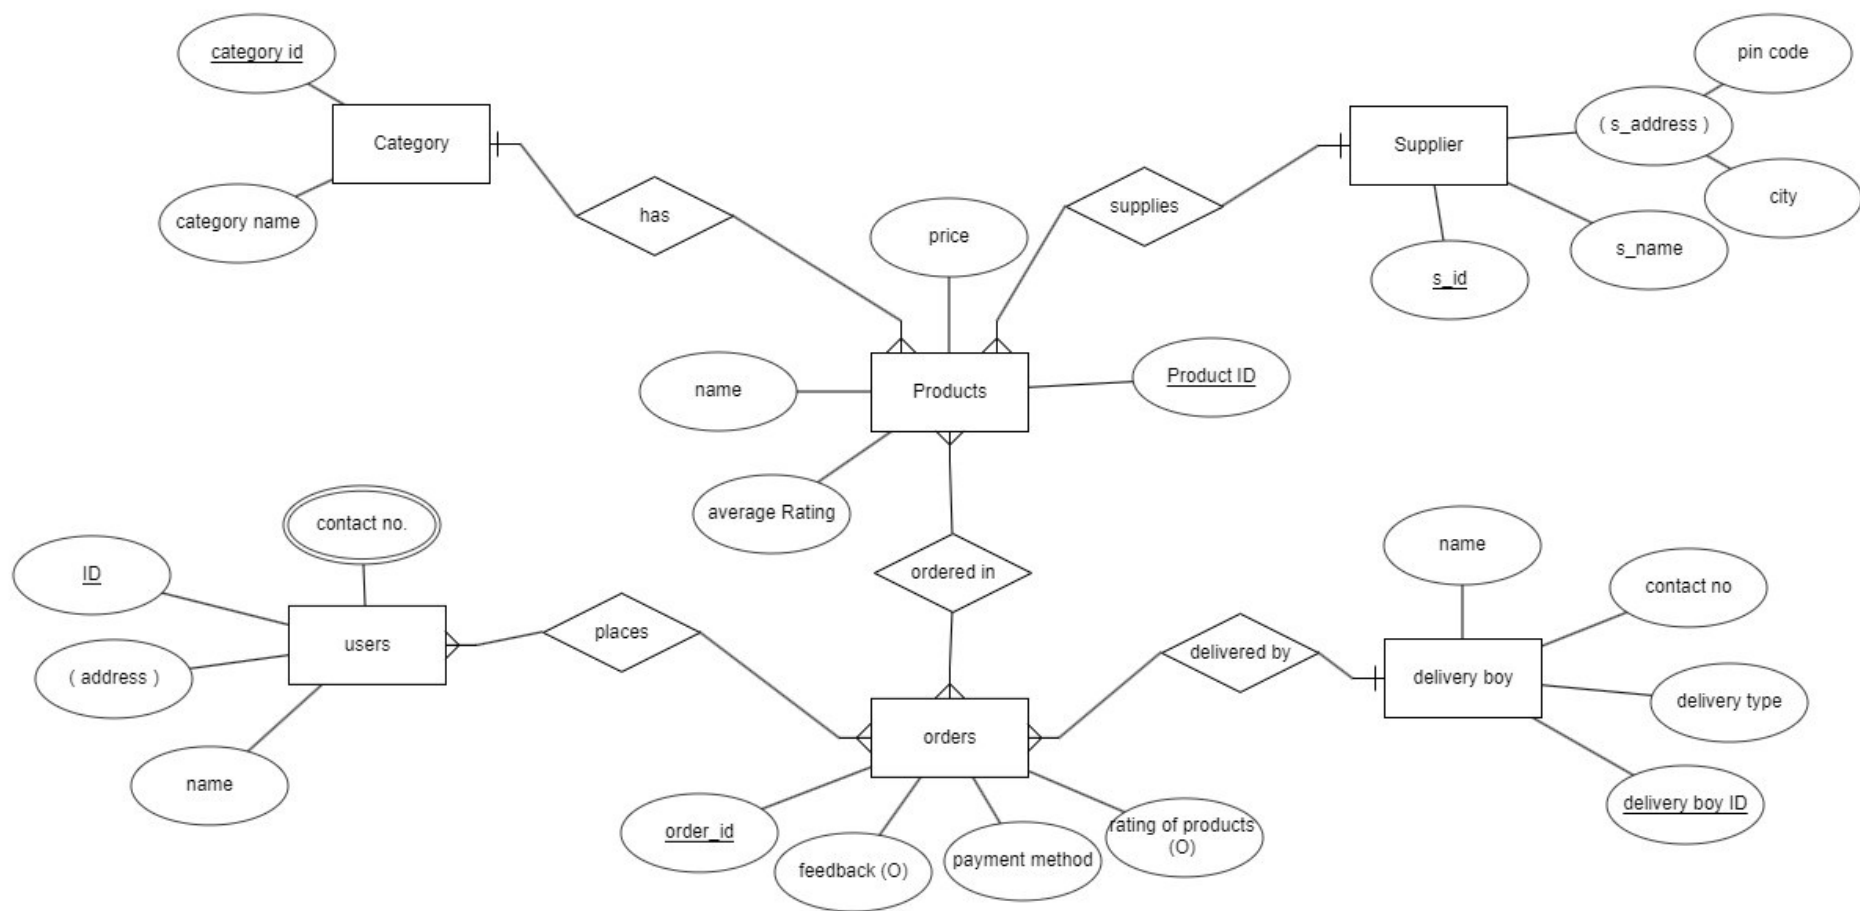 category id
pin code
( s_address )
Category
Supplier
category name
has
supplies
city
price
s_name
s_id
name
Products
Product ID
average Rating
contact no.
name
ID
ordered in
contact no
users
places
delivered by
delivery boy
( address )
delivery type
orders
name
delivery boy ID
order_id
feedback (O)
payment method
rating of products
(O)